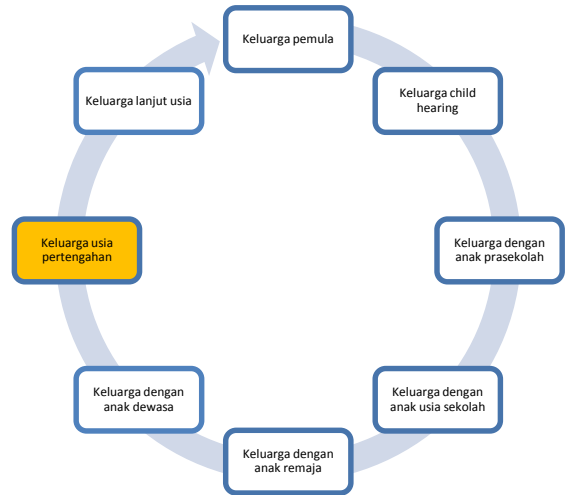 Keluarga pemula
Keluarga child
hearing
Keluarga dengan
anak prasekolah
Keluarga dengan
anak usia sekolah
Keluarga dengan
anak remaja
Keluarga dengan
anak dewasa
Keluarga usia
pertengahan
Keluarga lanjut usia